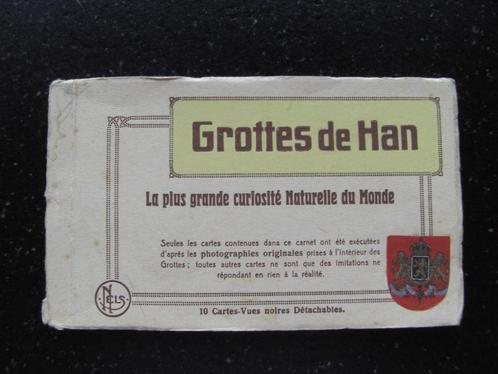 Grottes de Han
La plus grande curiosité Naturelle du Monde
Seules les cartes contenues dans ce carnet ont été exécutées
d'après les photographies originales prises à l'intérieur des
Grottes ; toutes autres cartes ne sont que des imitations ne
répondant en rien à la réalité.
NELS
10 Cartes-Vues noires Détachables.